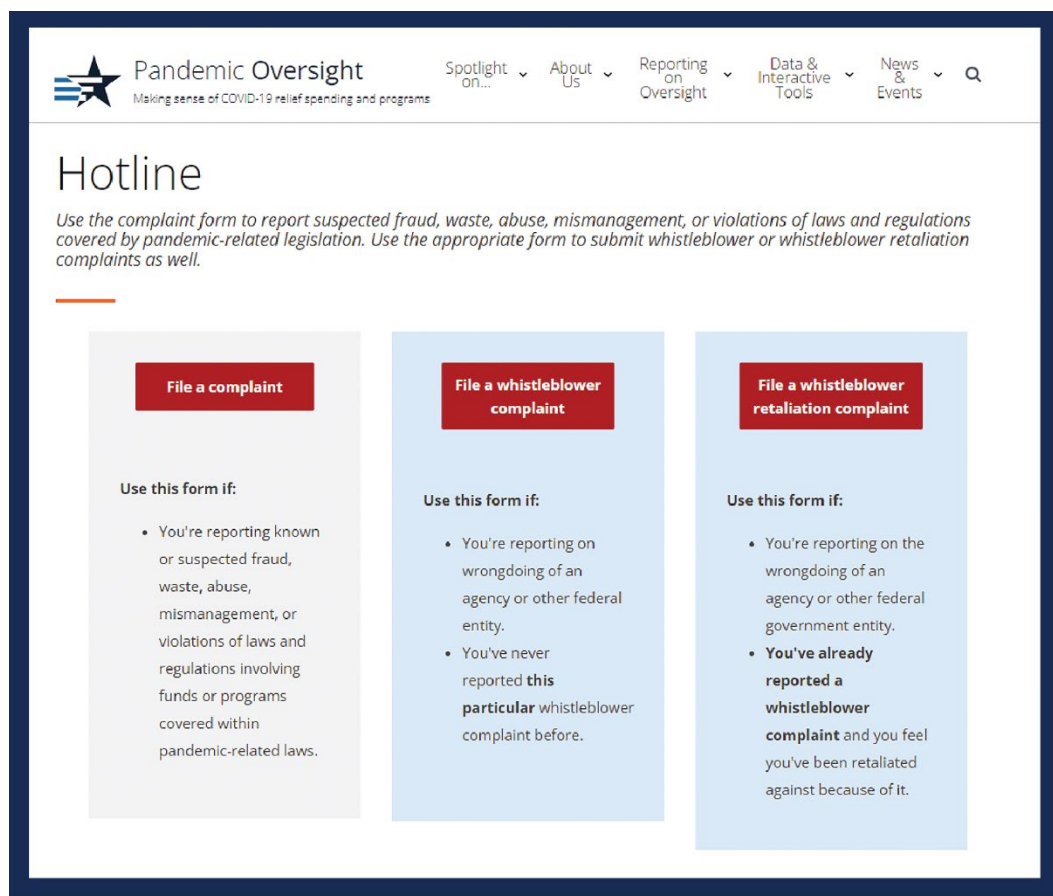 Pandemic Oversight
Making sense of COVID-19 relief spending and programs
Spotlight
on...
About
Us
Reporting
on
Oversight
Data &
Interactive
Tools
News
&
Events
Hotline
Use the complaint form to report suspected fraud, waste, abuse, mismanagement, or violations of laws and regulations
covered by pandemic-related legislation. Use the appropriate form to submit whistleblower or whistleblower retaliation
complaints as well.
File a complaint
Use this form if:
• You're reporting known
or suspected fraud,
waste, abuse,
mismanagement, or
violations of laws and
regulations involving
funds or programs
covered within
pandemic-related laws.
File a whistleblower
complaint
Use this form if:
• You're reporting on
wrongdoing of an
agency or other federal
entity.
• You've never
reported this
particular whistleblower
complaint before.
File a whistleblower
retaliation complaint
Use this form if:
• You're reporting on the
wrongdoing of an
agency or other federal
government entity.
• You've already
reported a
whistleblower
complaint and you feel
you've been retaliated
against because of it.